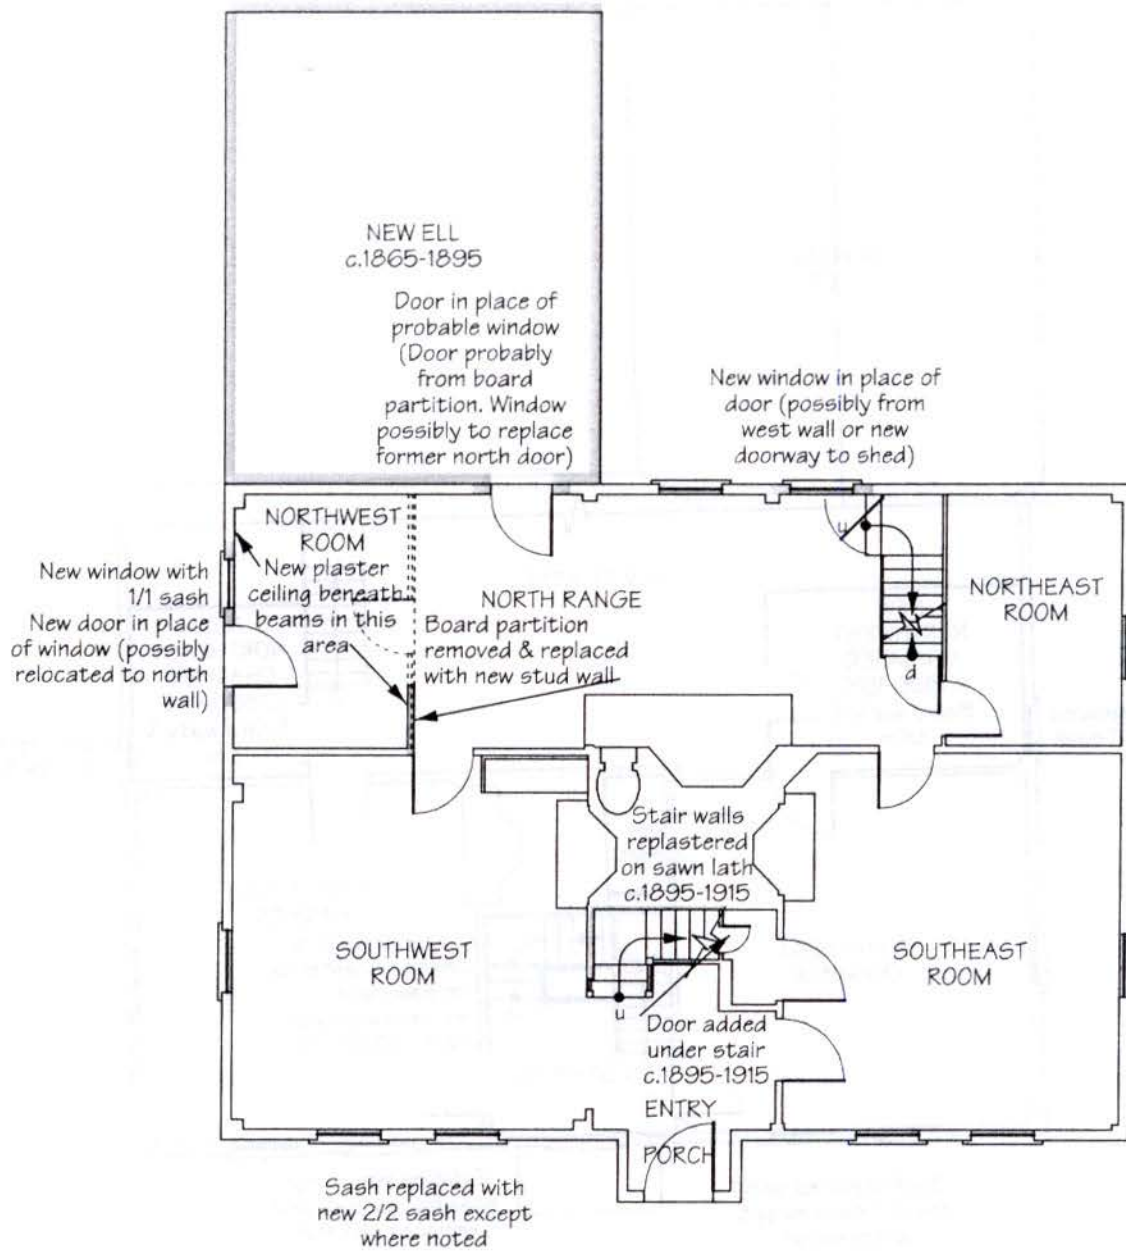 NEW ELL
c.1865-1895
Door in place of
probable window
(Door probably
from board
partition. Window
possibly to replace
former north door)
New window in place of
door (possibly from
west wall or new
doorway to shed)
NORTHWEST
ROOM
New plaster
ceiling beneath
beams in this
area
New window with
1/1 sash
New door in place
of window (possibly
relocated to north
wall)
NORTH RANGE
Board partition
removed & replaced
with new stud wall
u
d
NORTHEAST
ROOM
Stair walls
replastered
on sawn lath
c.1895-1915
SOUTHWEST
ROOM
SOUTHEAST
ROOM
u
Door added
under stair
c.1895-1915
ENTRY
PORCH
Sash replaced with
new 2/2 sash except
where noted